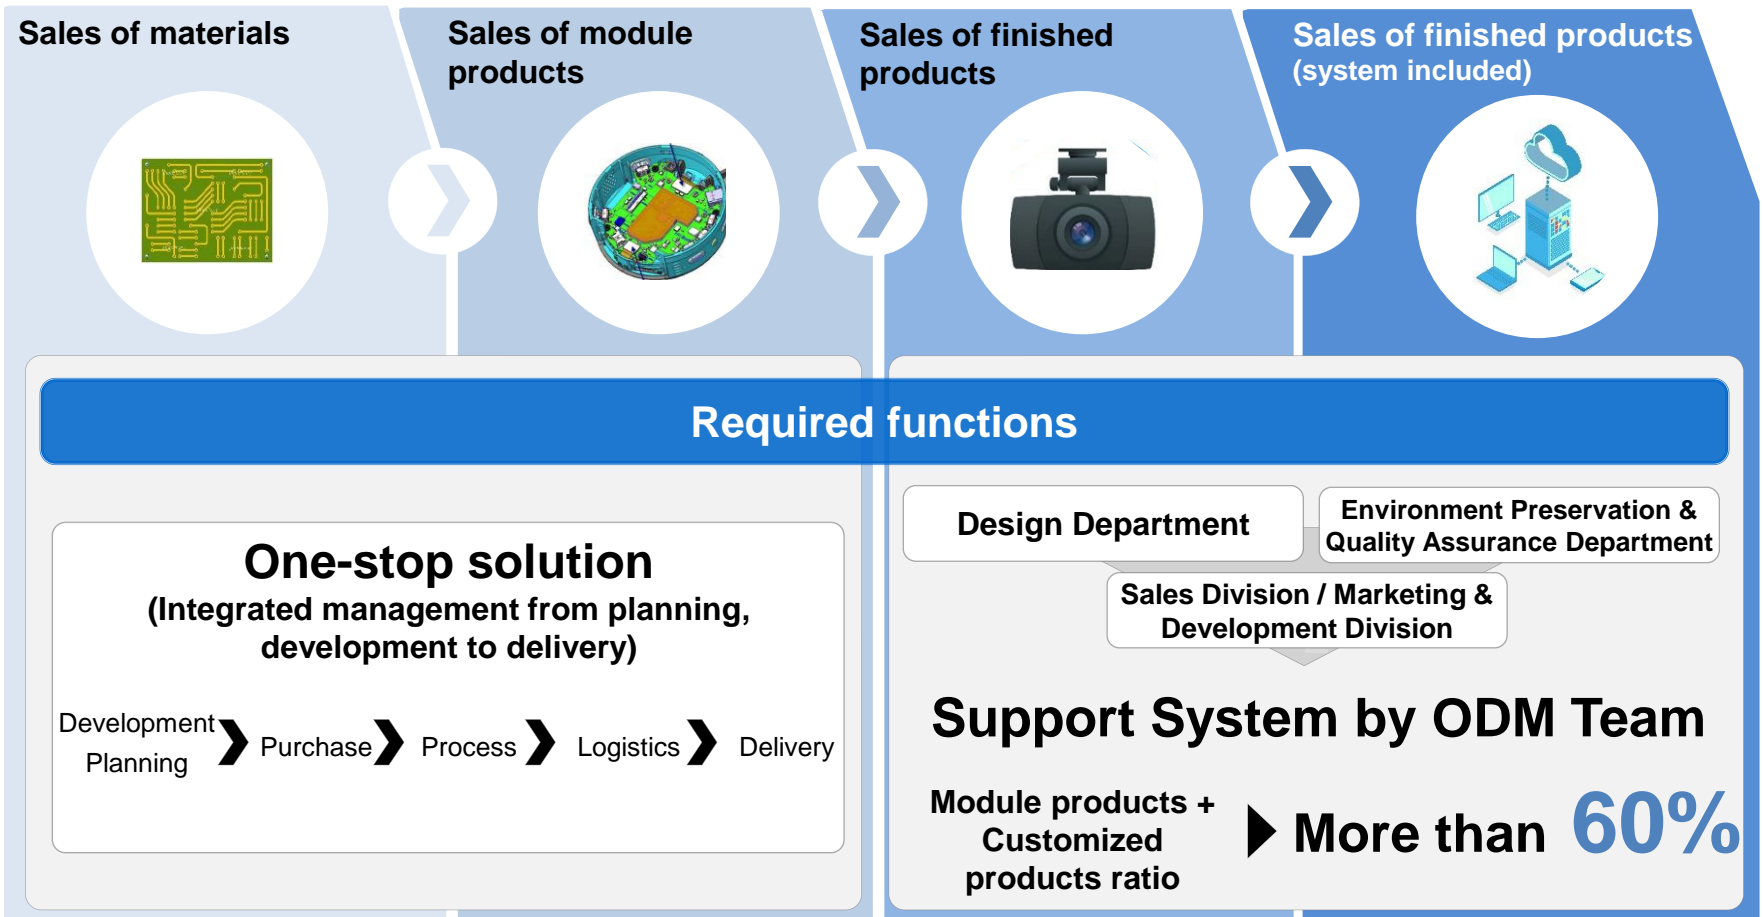 Sales of materials
Sales of module
products
Sales of finished
products
Sales of finished products
(system included)
Required functions
One-stop solution
(Integrated management from planning,
development to delivery)
Development
Planning
Purchase
Process
Logistics
Delivery
Design Department
Environment Preservation &
Quality Assurance Department
Sales Division / Marketing &
Development Division
Support System by ODM Team
Module products +
Customized
products ratio
More than 60%